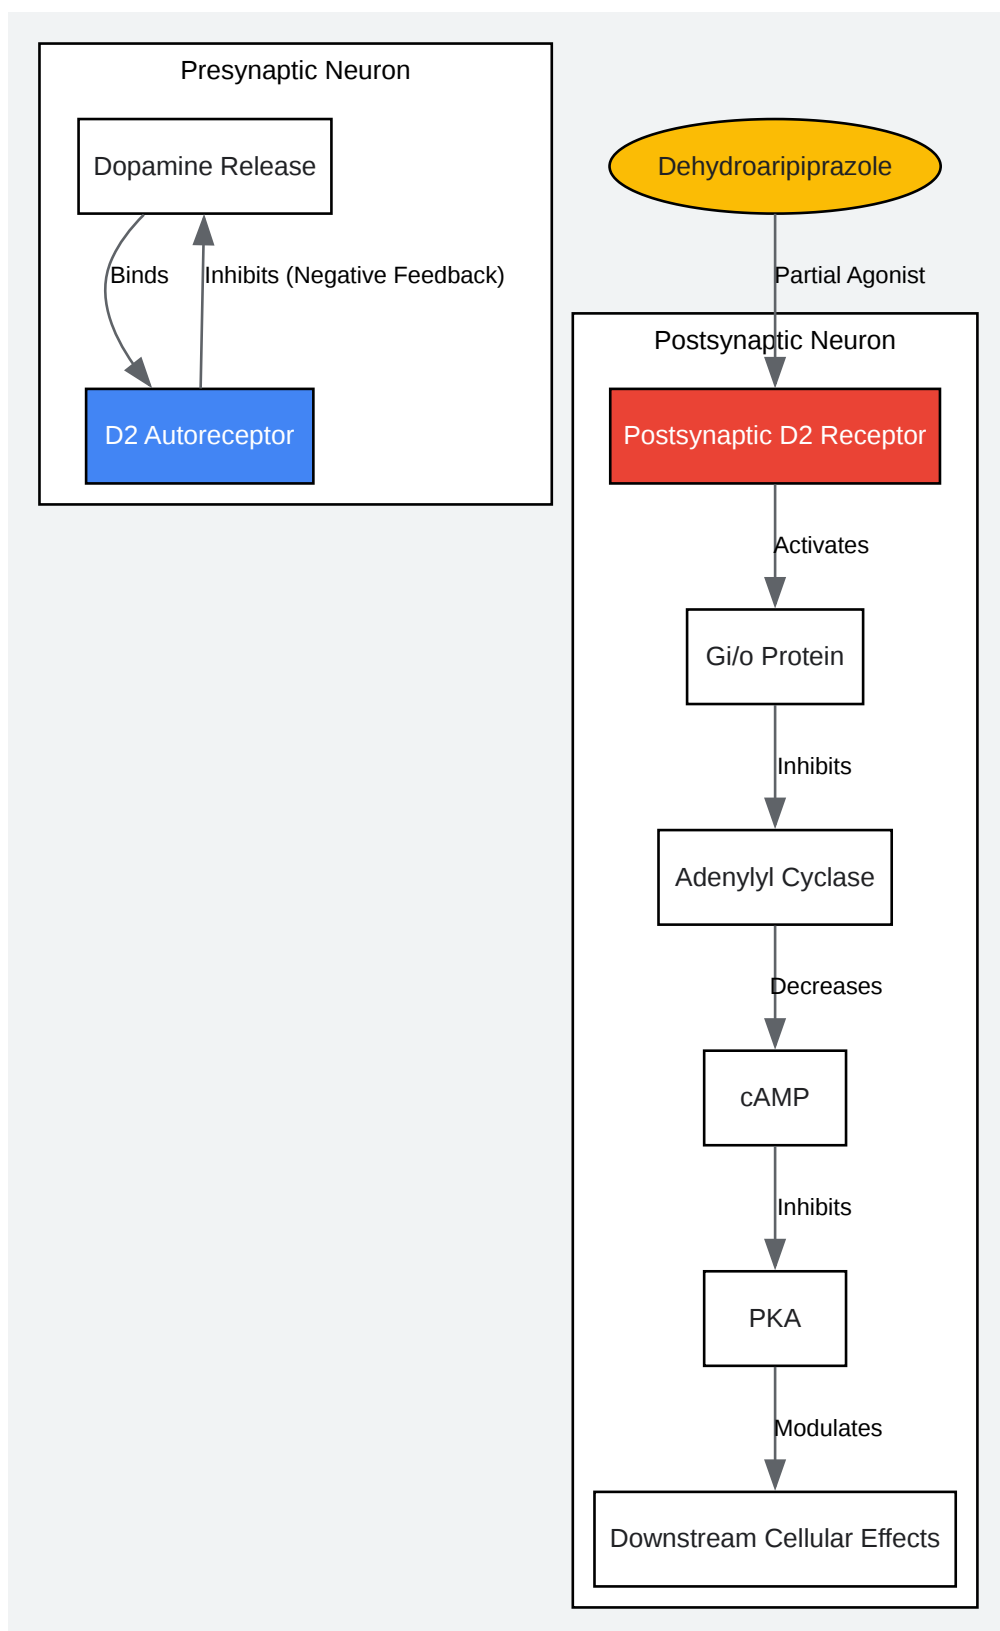 Presynaptic Neuron
Dopamine Release
Binds
Inhibits (Negative Feedback)
D2 Autoreceptor
Dehydroaripiprazole
Partial Agonist
Postsynaptic Neuron
Postsynaptic D2 Receptor
Activates
Gi/o Protein
Inhibits
Adenylyl Cyclase
Decreases
cAMP
Inhibits
PKA
Modulates
Downstream Cellular Effects